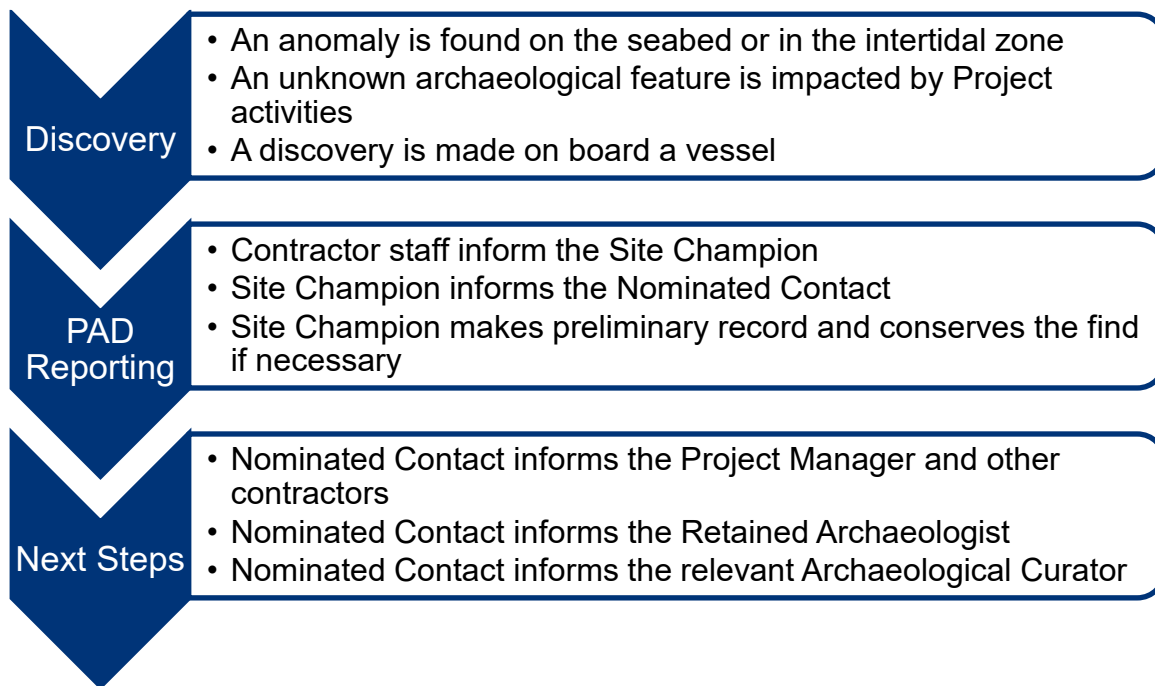 Discovery
• An anomaly is found on the seabed or in the intertidal zone
• An unknown archaeological feature is impacted by Project
activities
• A discovery is made on board a vessel
PAD
Reporting
• Contractor staff inform the Site Champion
• Site Champion informs the Nominated Contact
• Site Champion makes preliminary record and conserves the find
if necessary
Next Steps
• Nominated Contact informs the Project Manager and other
contractors
• Nominated Contact informs the Retained Archaeologist
• Nominated Contact informs the relevant Archaeological Curator